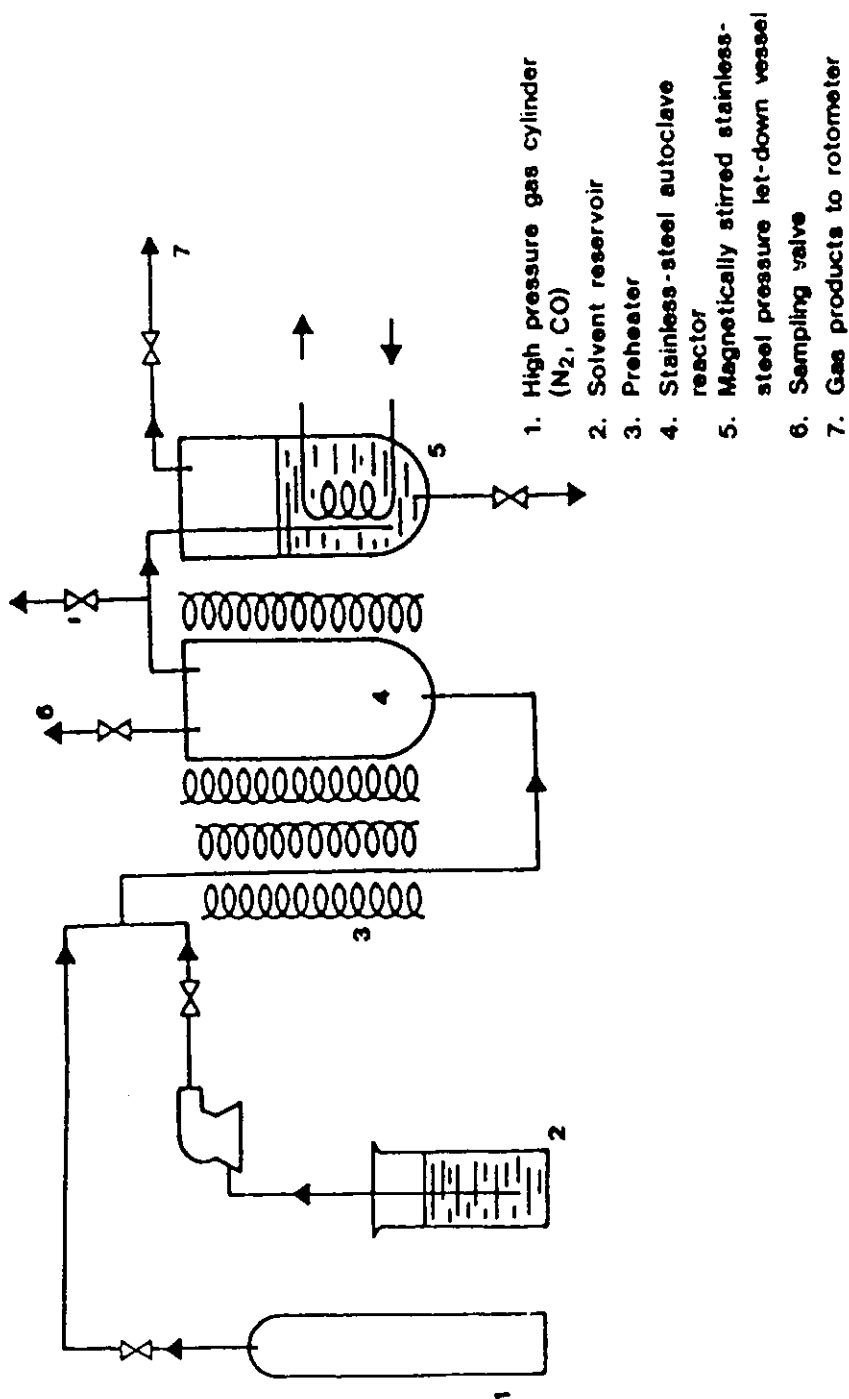 7
6
5
4
3
2
1
1. High pressure gas cylinder
(N₂, CO)
2. Solvent reservoir
3. Preheater
4. Stainless-steel autoclave
reactor
5. Magnetically stirred stainless-
steel pressure let-down vessel
6. Sampling valve
7. Gas products to rotometer